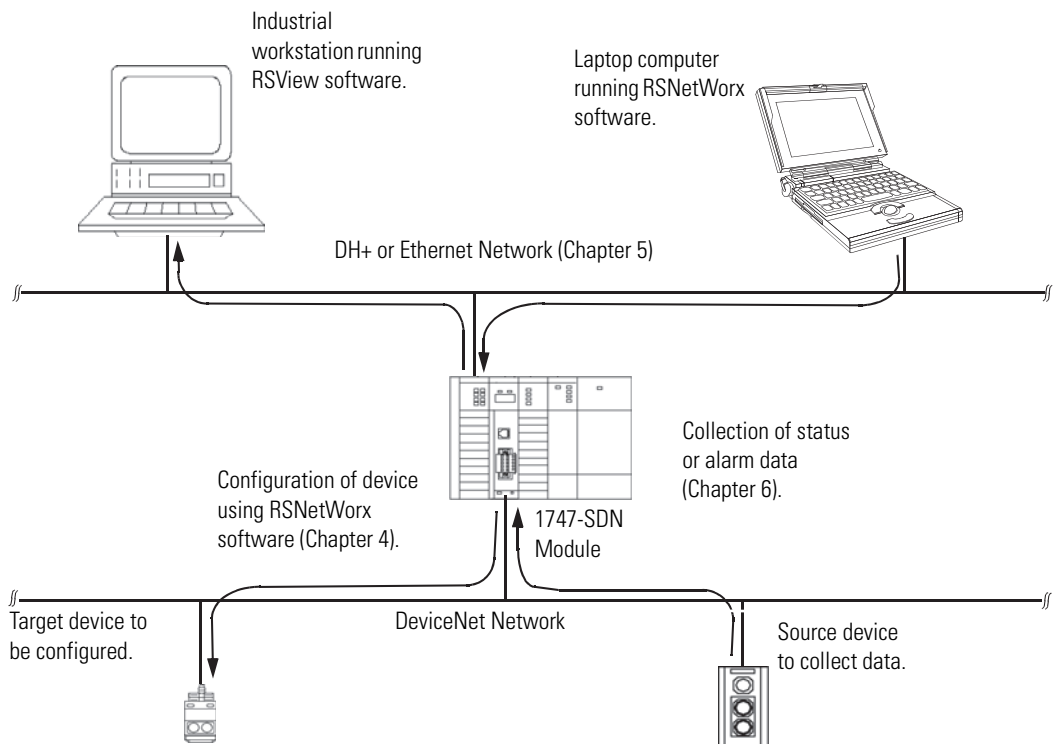 Industrial
workstation running
RSView software.
Laptop computer
running RSNetWorx
software.
DH+ or Ethernet Network (Chapter 5)
Collection of status
or alarm data
(Chapter 6).
Configuration of device
using RSNetWorx
software (Chapter 4).
1747-SDN
Module
Target device to
be configured.
DeviceNet Network
Source device
to collect data.